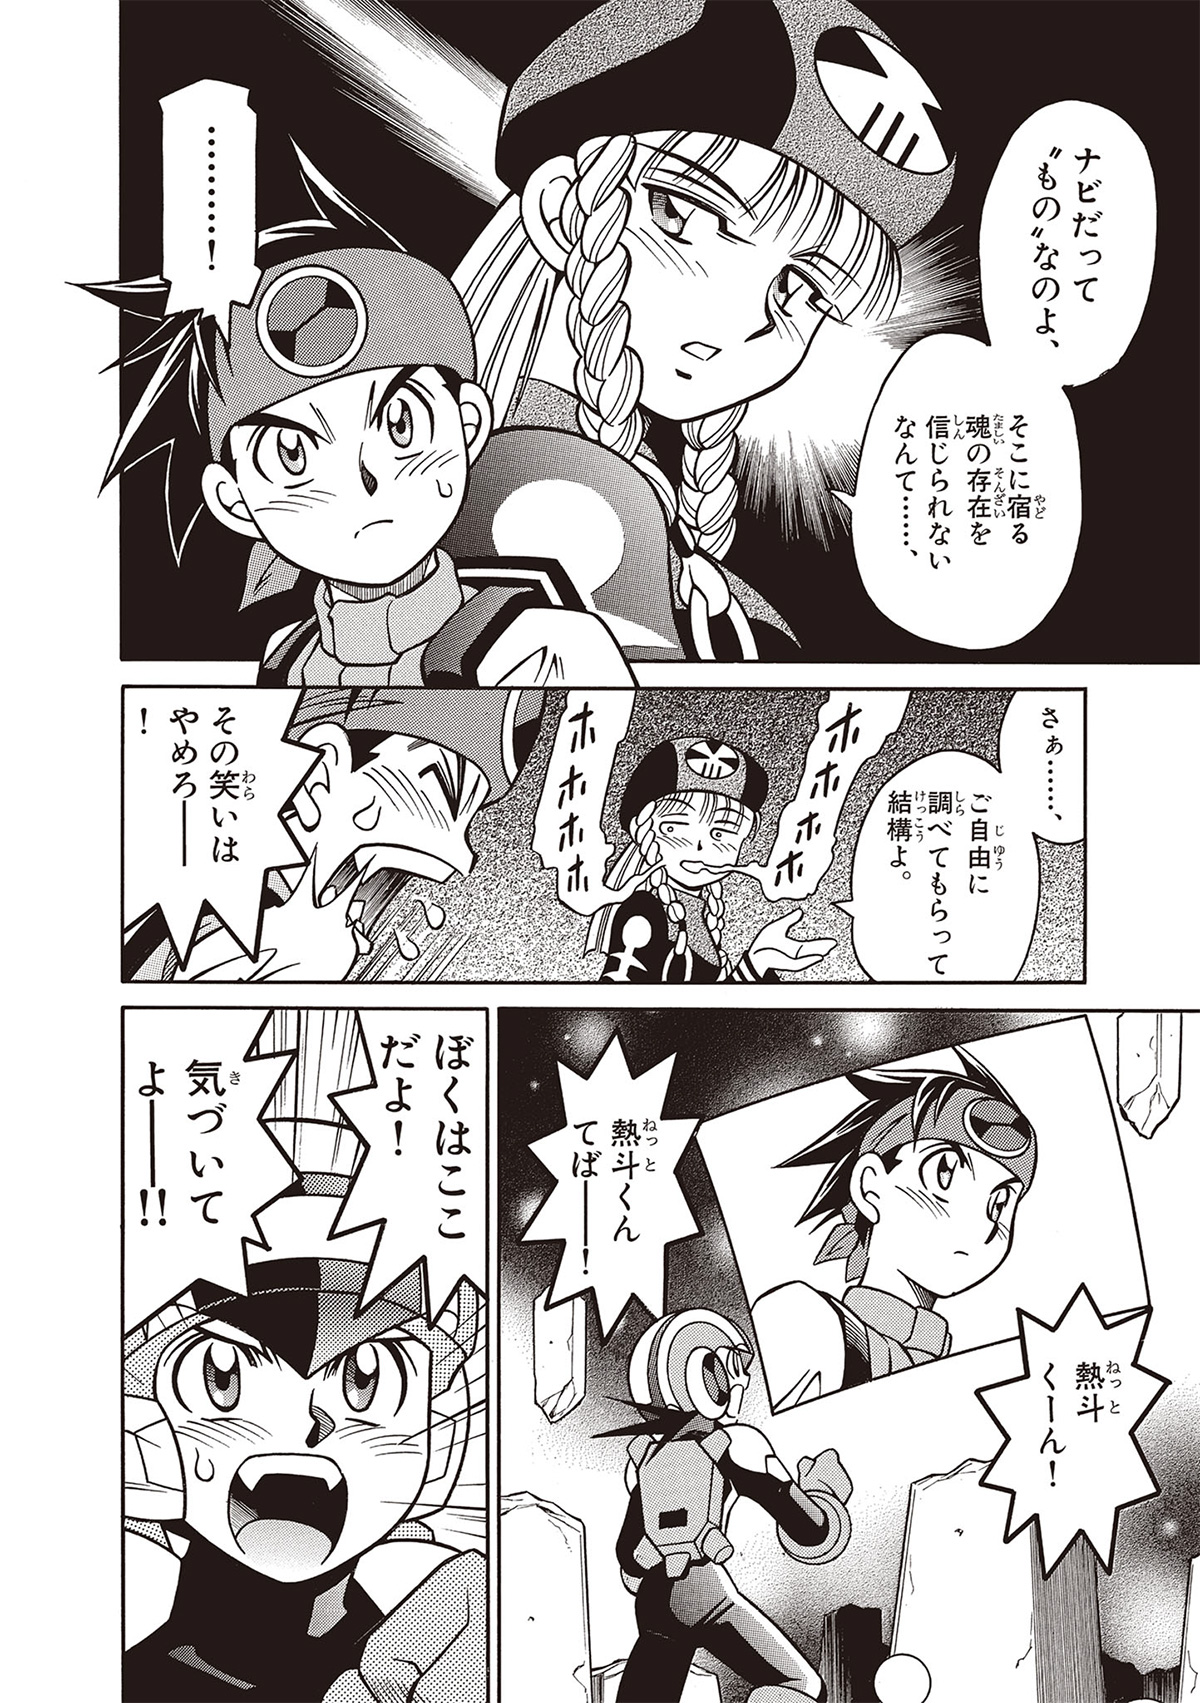 ナビだって
〝もの〟なのよ、
そこに宿る
魂の存在を
信じられない
なんて……、
………！
さぁ……、
ご自由に
調べてもらって
結構よ。
ホホホホ
ホホホホ
その笑いは
やめろ――
！
熱斗
くーん！
熱斗くん
てば――！
ぼくはここ
だよ！
気づいて
よ――!!